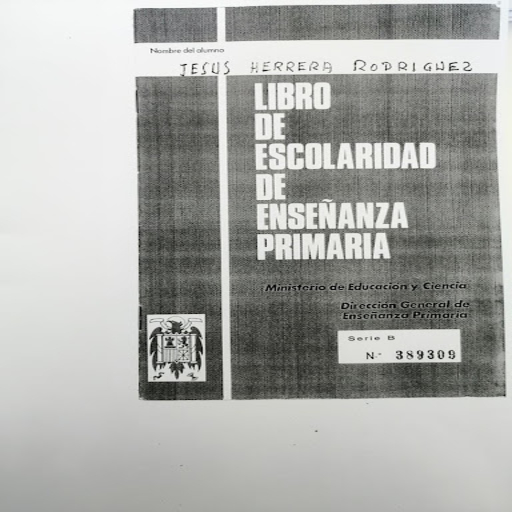 Nombre del alumno
JESUS HERRERA RODRIGUEZ
LIBRO
DE
ESCOLARIDAD
DE
ENSEÑANZA
PRIMARIA
Ministerio de Educación y Ciencia
Dirección General de
Enseñanza Primaria
Serie B
N.° 389309